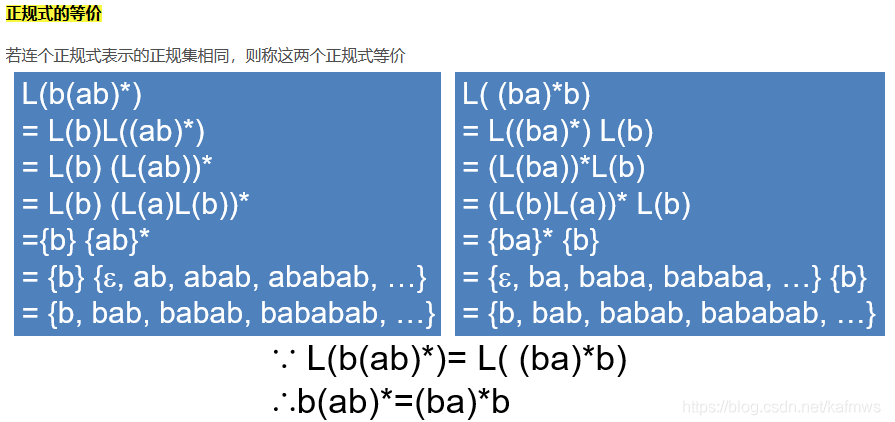 正规式的等价
若连个正规式表示的正规集相同，则称这两个正规式等价
L(b(ab)*)
= L(b)L((ab)*)
= L(b) (L(ab))*
= L(b) (L(a)L(b))*
={b} {ab}*
= {b} {ε, ab, abab, ababab, …}
= {b, bab, babab, bababab, …}
L( (ba)*b)
= L((ba)*) L(b)
= (L(ba))*L(b)
= (L(b)L(a))* L(b)
= {ba}* {b}
= {ε, ba, baba, bababa, …} {b}
= {b, bab, babab, bababab, …}
∵ L(b(ab)*)= L( (ba)*b)
∴b(ab)*=(ba)*b
https://blog.csdn.net/kafmws